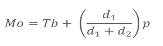 Mo = Tb + (d₁ / (d₁ + d₂)) p